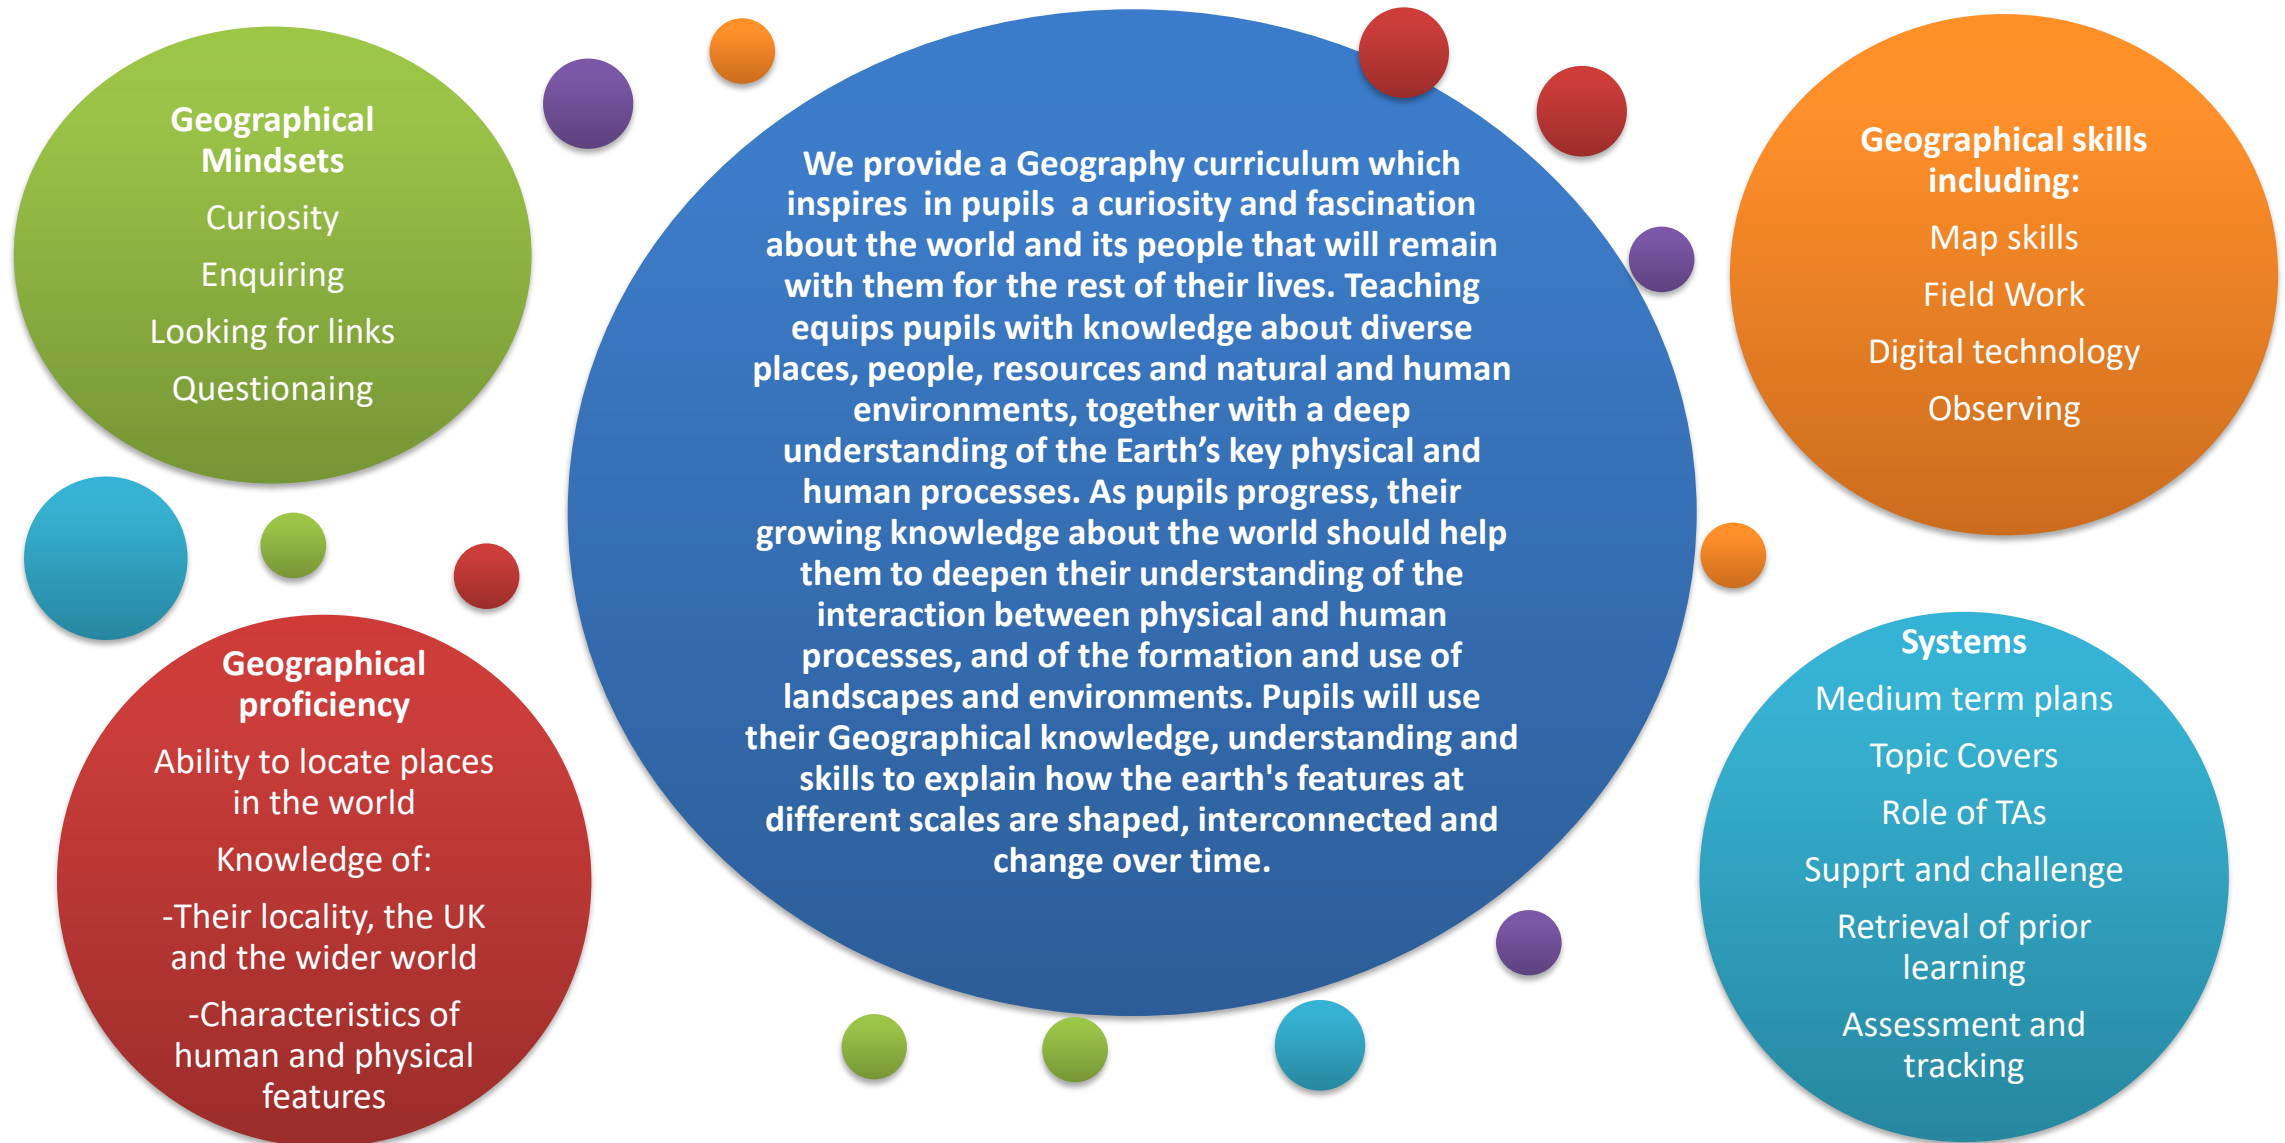 Geographical
Mindsets
Curiosity
Enquiring
Looking for links
Questionaing
We provide a Geography curriculum which
inspires  in pupils  a curiosity and fascination
about the world and its people that will remain
with them for the rest of their lives. Teaching
equips pupils with knowledge about diverse
places, people, resources and natural and human
environments, together with a deep
understanding of the Earth’s key physical and
human processes. As pupils progress, their
growing knowledge about the world should help
them to deepen their understanding of the
interaction between physical and human
processes, and of the formation and use of
landscapes and environments. Pupils will use
their Geographical knowledge, understanding and
skills to explain how the earth's features at
different scales are shaped, interconnected and
change over time.
Geographical skills
including:
Map skills
Field Work
Digital technology
Observing
Geographical
proficiency
Ability to locate places
in the world
Knowledge of:
-Their locality, the UK
and the wider world
-Characteristics of
human and physical
features
Systems
Medium term plans
Topic Covers
Role of TAs
Supprt and challenge
Retrieval of prior
learning
Assessment and
tracking